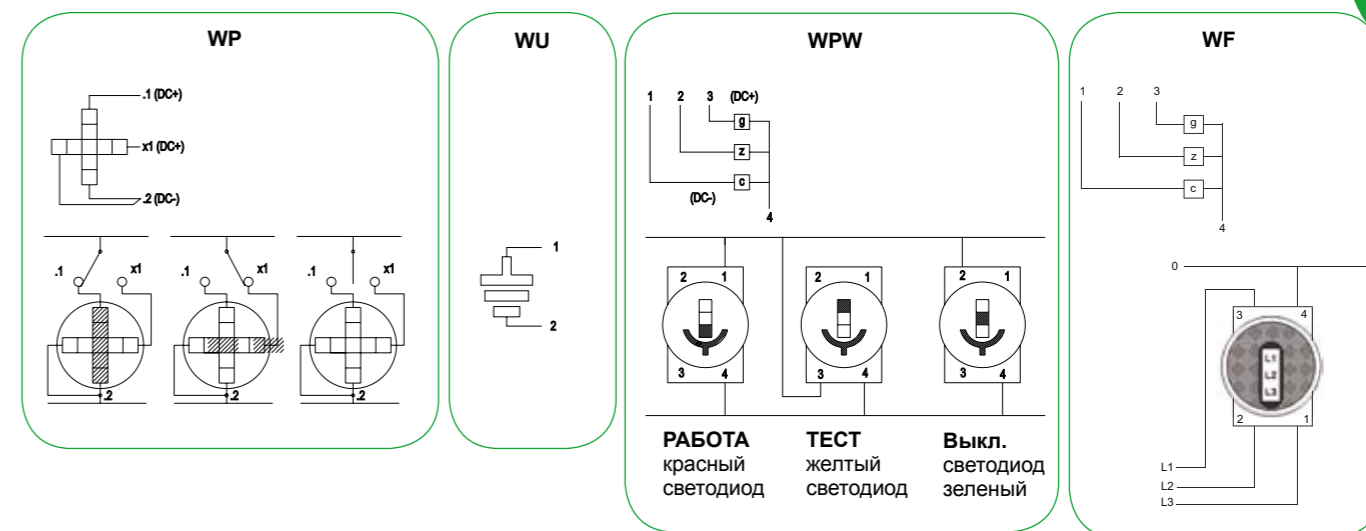 WP
.1 (DC+)
x1 (DC+)
.2 (DC-)
.1 x1
.2
.1 x1
.2
.1 x1
.2
WU
1
2
WPW
1 2 3 (DC+)
g
z
c
(DC-)
4
2 1
3 4
2 1
3 4
2 1
3 4
РАБОТА
красный
светодиод
ТЕСТ
желтый
светодиод
Выкл.
светодиод
зеленый
WF
1 2 3
g
z
c
4
0
3 4
L1
L2
L3
2 1
L1
L2
L3